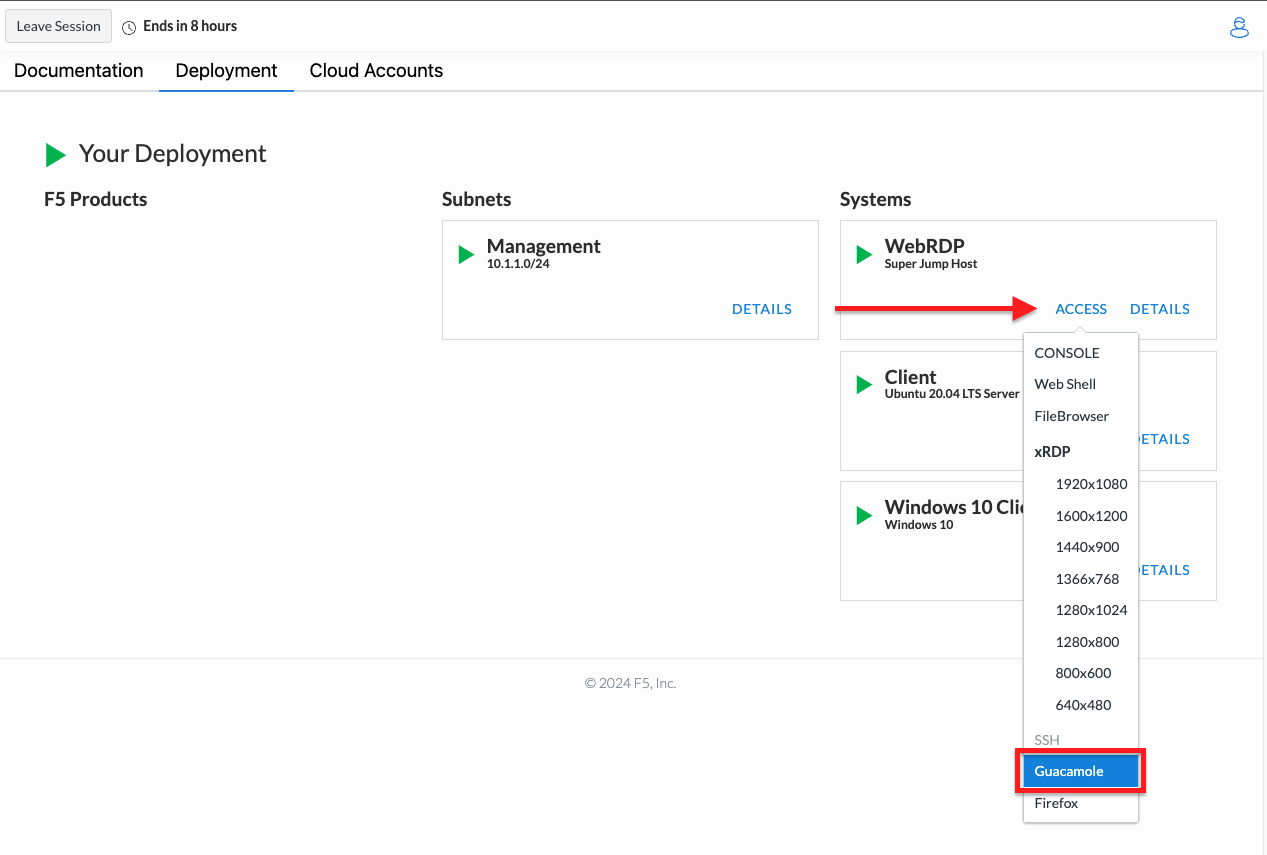 Leave Session
Ends in 8 hours
Documentation
Deployment
Cloud Accounts
Your Deployment
F5 Products
Subnets
Management
10.1.1.0/24
DETAILS
Systems
WebRDP
Super Jump Host
ACCESS
DETAILS
Client
Ubuntu 20.04 LTS Server
ETAILS
Windows 10 Clie
Windows 10
ETAILS
CONSOLE
Web Shell
FileBrowser
xRDP
1920x1080
1600x1200
1440x900
1366x768
1280x1024
1280x800
800x600
640x480
SSH
Guacamole
Firefox
© 2024 F5, Inc.